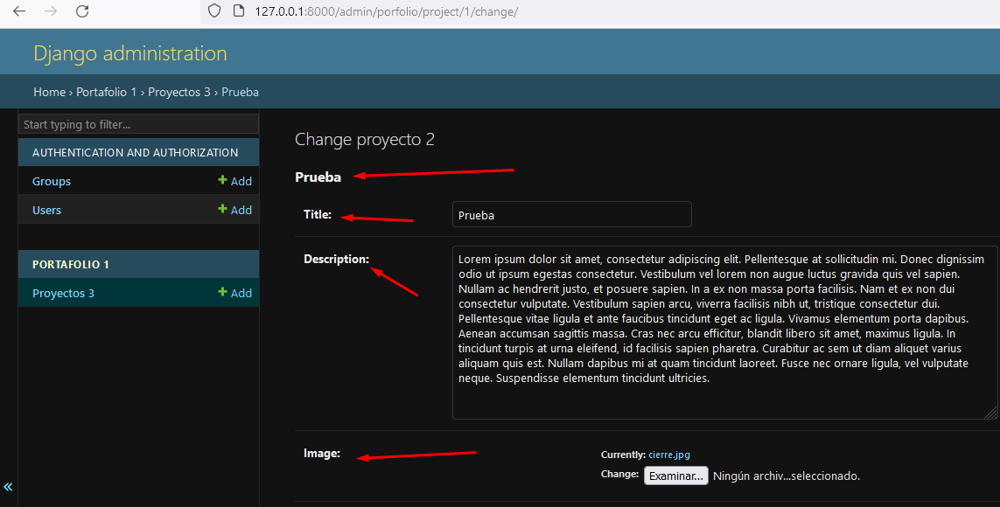 127.0.0.1:8000/admin/porfolio/project/1/change/
Django administration
Home › Portafolio 1 › Proyectos 3 › Prueba
Start typing to filter...
AUTHENTICATION AND AUTHORIZATION
Groups + Add
Users + Add
PORTAFOLIO 1
Proyectos 3 + Add
«
Change proyecto 2
Prueba
Title: Prueba
Description: Lorem ipsum dolor sit amet, consectetur adipiscing elit. Pellentesque at sollicitudin mi. Donec dignissim
odio ut ipsum egestas consectetur. Vestibulum vel lorem non augue luctus gravida quis vel sapien.
Nullam ac hendrerit justo, et posuere sapien. In a ex non massa porta facilisis. Nam et ex non dui
consectetur vulputate. Vestibulum sapien arcu, viverra facilisis nibh ut, tristique consectetur dui.
Pellentesque vitae ligula et ante faucibus tincidunt eget ac ligula. Vivamus elementum porta dapibus.
Aenean accumsan sagittis massa. Cras nec arcu efficitur, blandit libero sit amet, maximus ligula. In
tincidunt turpis at urna eleifend, id facilisis sapien pharetra. Curabitur ac sem ut diam aliquet varius
aliquam quis est. Nullam dapibus mi at quam tincidunt laoreet. Fusce nec ornare ligula, vel vulputate
neque. Suspendisse elementum tincidunt ultricies.
Image: Currently: cierre.jpg
Change: Examinar... Ningún archiv...seleccionado.